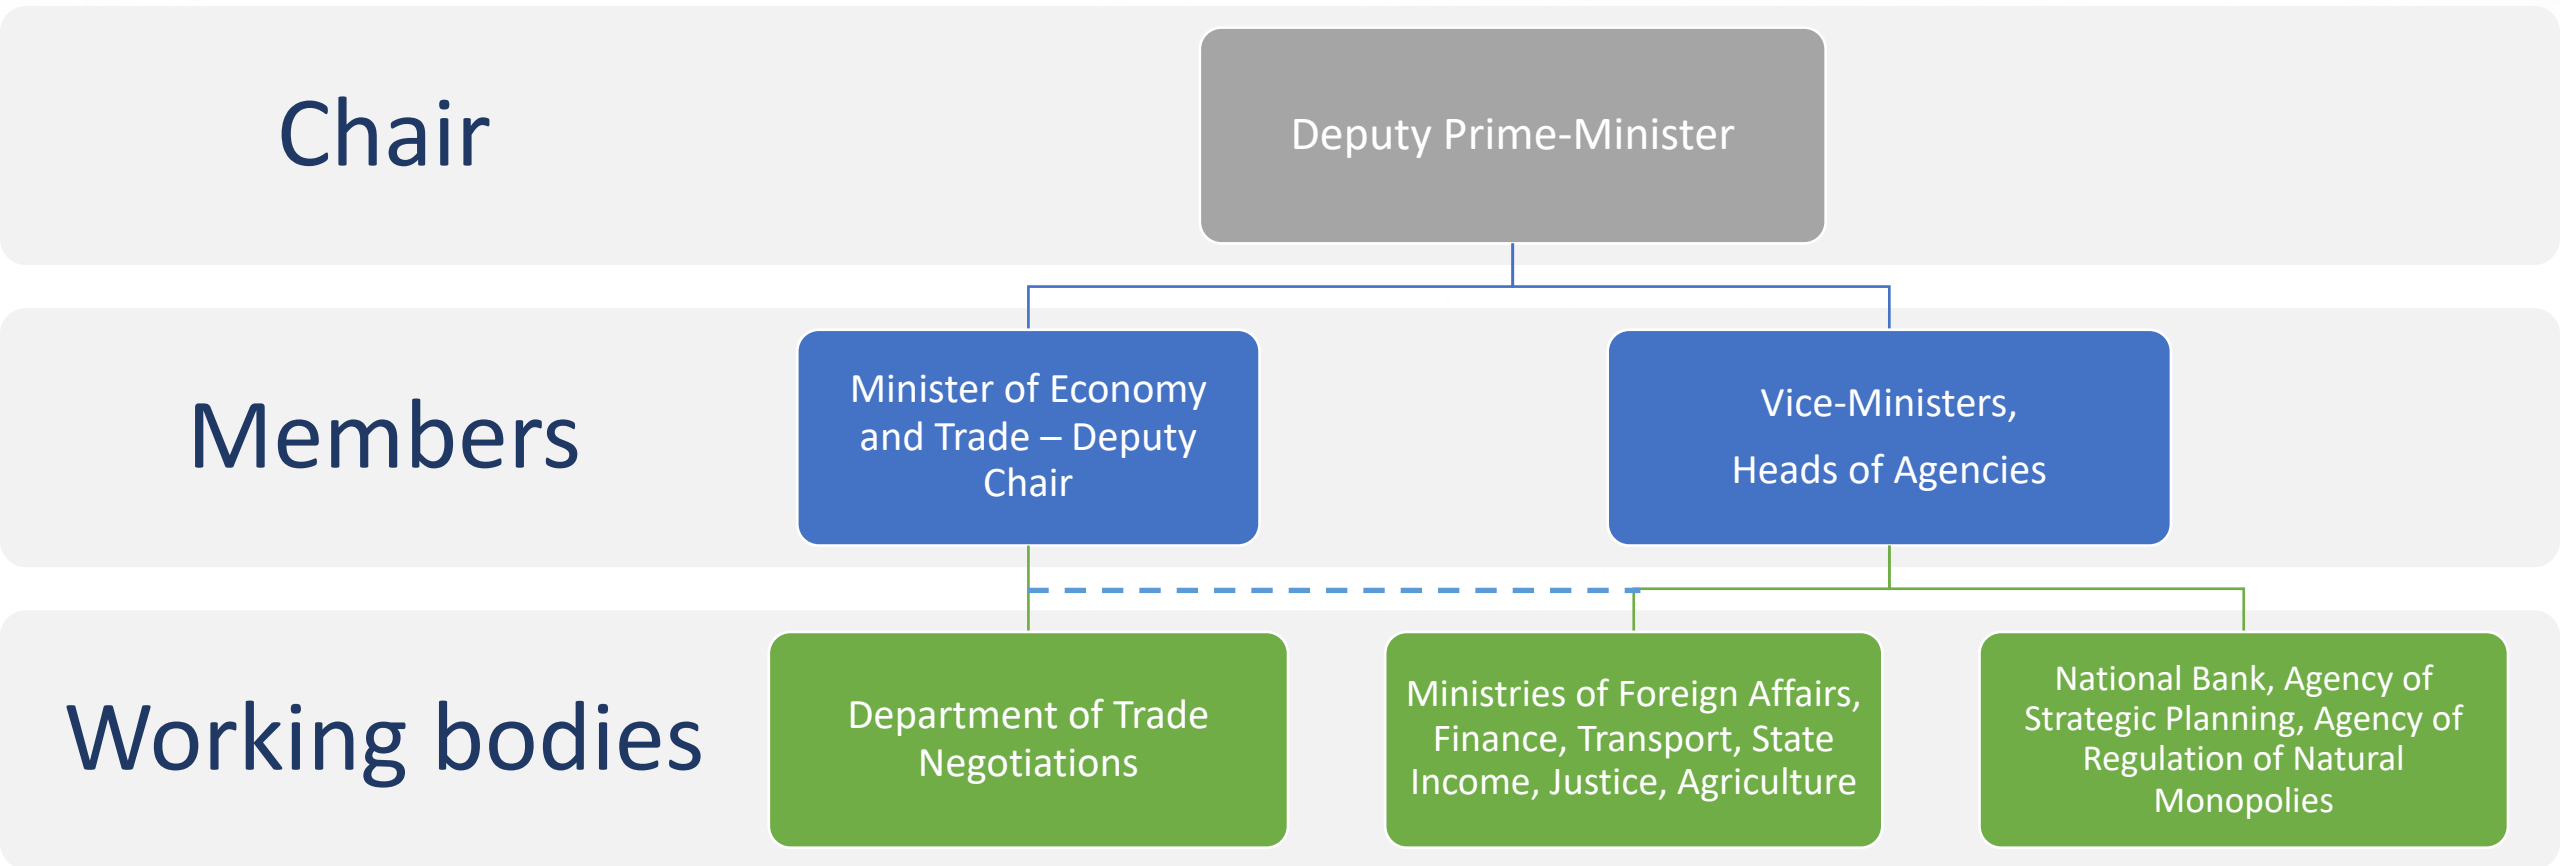 Chair
Deputy Prime-Minister
Members
Minister of Economy
and Trade – Deputy
Chair
Vice-Ministers,
Heads of Agencies
Working bodies
Department of Trade
Negotiations
Ministries of Foreign Affairs,
Finance, Transport, State
Income, Justice, Agriculture
National Bank, Agency of
Strategic Planning, Agency of
Regulation of Natural
Monopolies